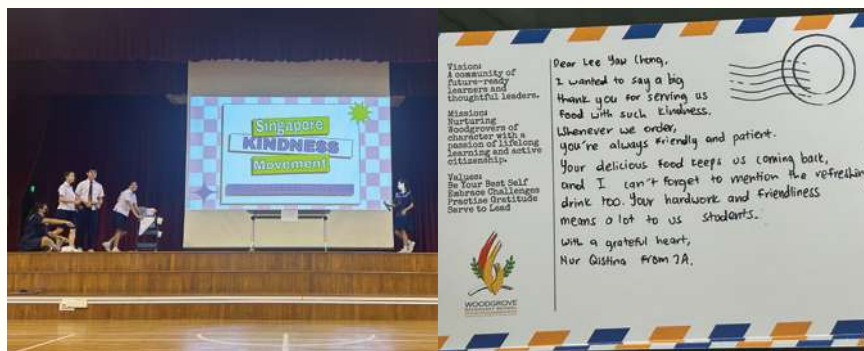 Singapore
KINDNESS
Movement
Vision:
A community of
future-ready
learners and
thoughtful leaders.
Mission:
Nurturing
Woodgrovers of
character with a
passion of lifelong
learning and active
citizenship.
Values:
Be Your Best Self
Embrace Challenges
Practise Gratitude
Serve to Lead
WOODGROVE
Dear Lee Yaw Chong,
I wanted to say a big
thank you for serving us
food with such kindness.
Whenever we order,
you're always friendly and patient.
Your delicious food keeps us coming back,
and I can't forget to mention the refreshin
drink too. Your hardwork and friendliness
means a lot to us students.
With a grateful heart,
Nur Qistina From 2A.